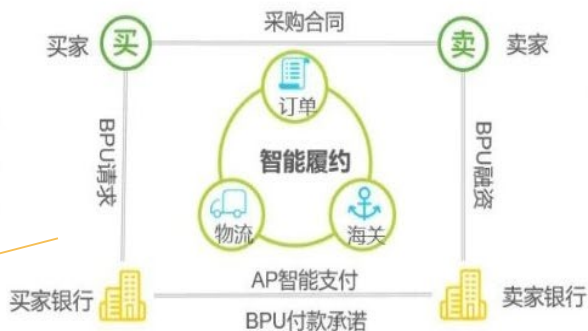 采购合同
买家
买
卖
卖家
订单
BPU请求
智能履约
BPU融资
物流
海关
AP智能支付
买家银行
卖家银行
BPU付款承诺